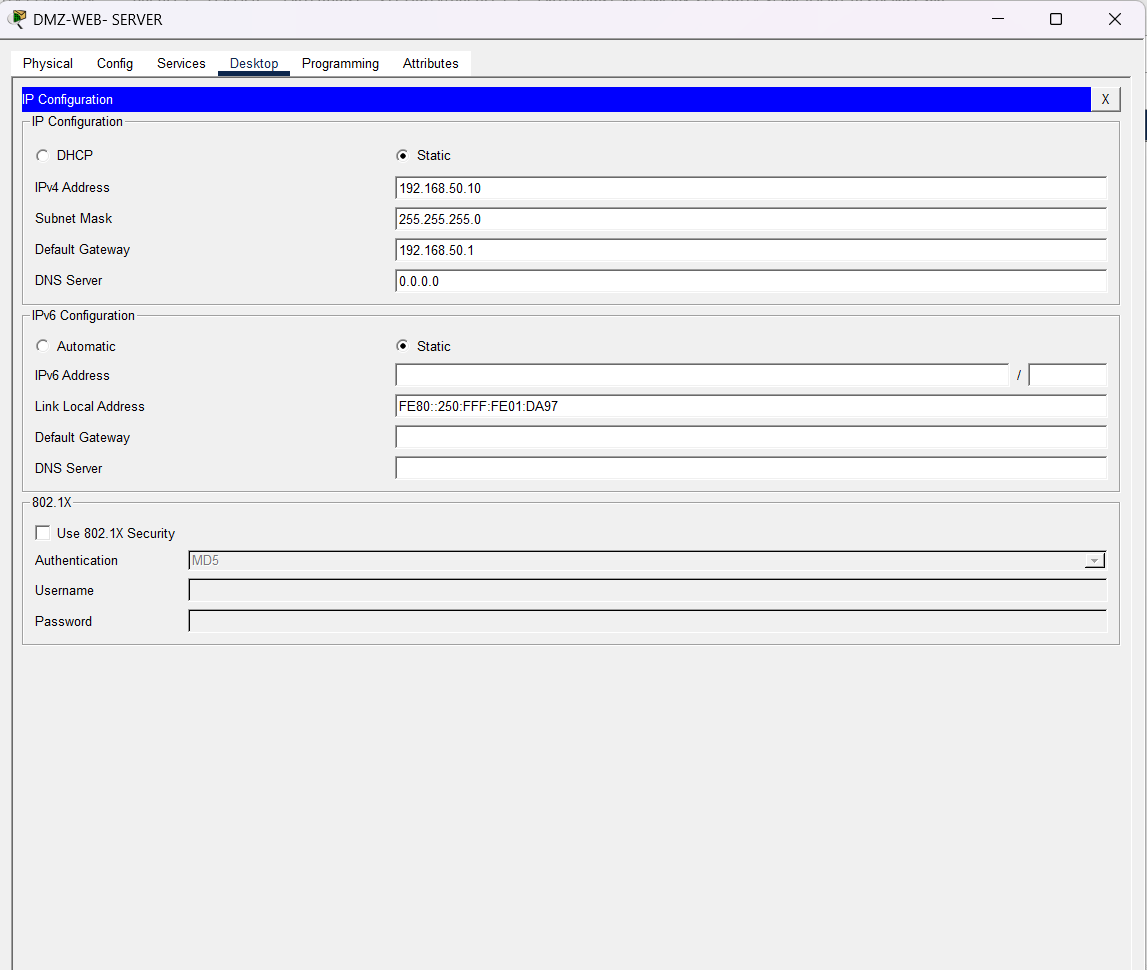 DMZ-WEB- SERVER
Physical Config Services Desktop Programming Attributes
IP Configuration X
IP Configuration
DHCP Static
IPv4 Address 192.168.50.10
Subnet Mask 255.255.255.0
Default Gateway 192.168.50.1
DNS Server 0.0.0.0
IPv6 Configuration
Automatic Static
IPv6 Address /
Link Local Address FE80::250:FFF:FE01:DA97
Default Gateway
DNS Server
802.1X
Use 802.1X Security
Authentication MD5
Username
Password